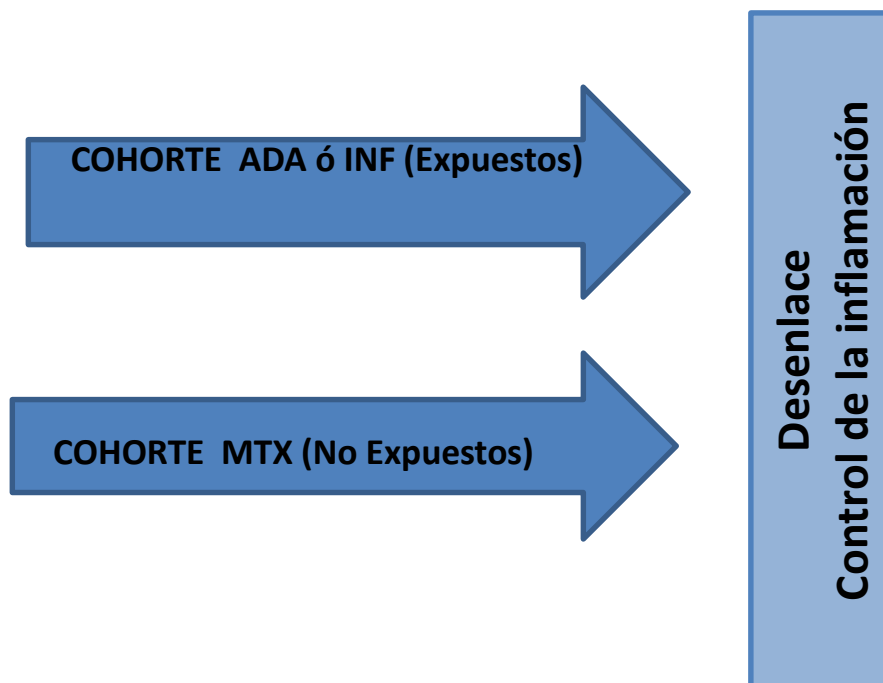 COHORTE ADA ó INF (Expuestos)
COHORTE MTX (No Expuestos)
Desenlace
Control de la inflamación